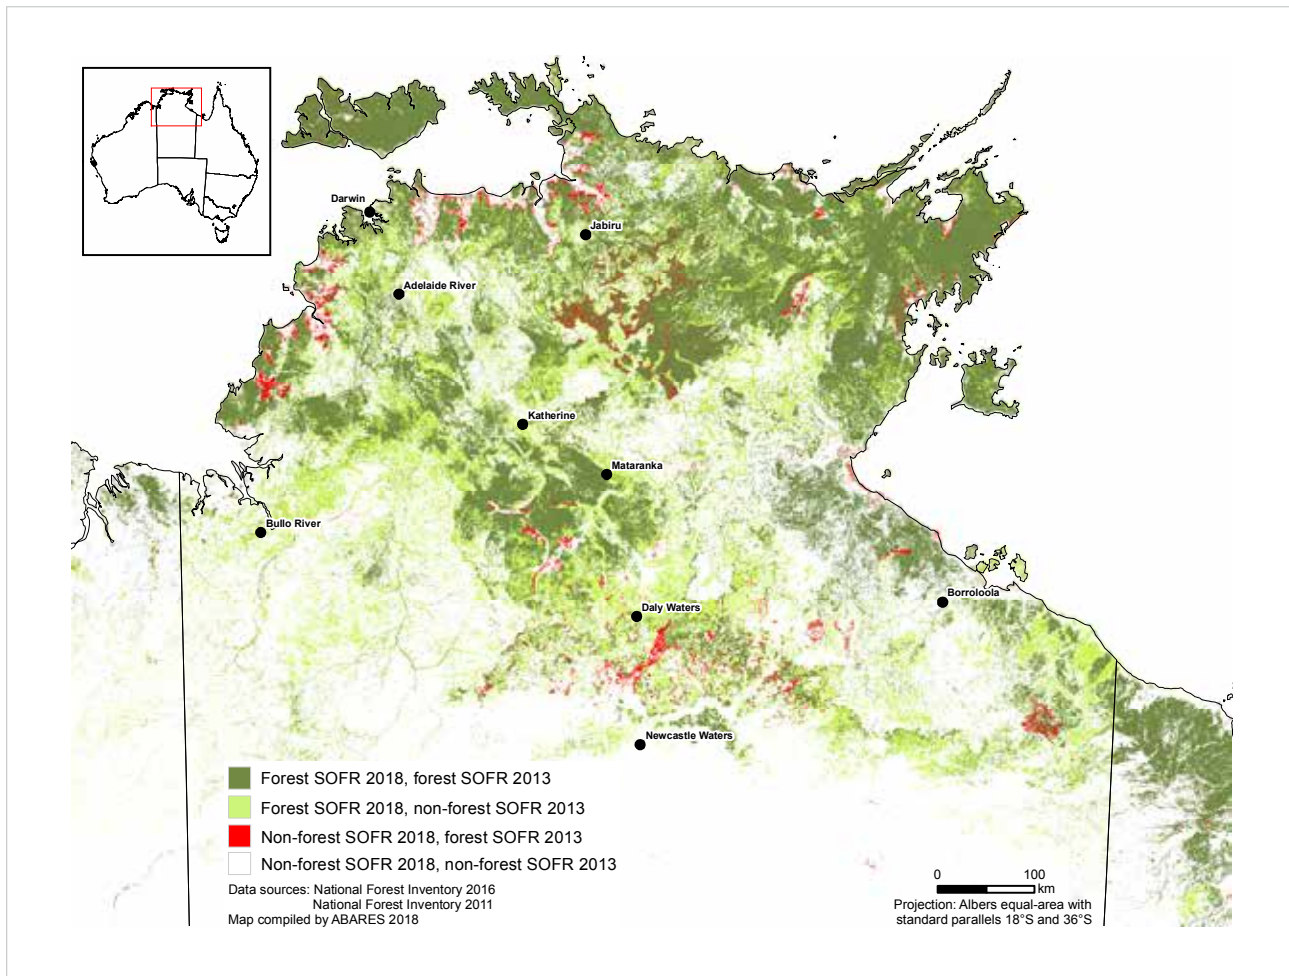 Darwin
Jabiru
Adelaide River
Katherine
Mataranka
Bullo River
Borroloola
Daly Waters
Newcastle Waters
Forest SOFR 2018, forest SOFR 2013
Forest SOFR 2018, non-forest SOFR 2013
Non-forest SOFR 2018, forest SOFR 2013
Non-forest SOFR 2018, non-forest SOFR 2013
Data sources: National Forest Inventory 2016
National Forest Inventory 2011
Map compiled by ABARES 2018
0 100
km
Projection: Albers equal-area with
standard parallels 18°S and 36°S